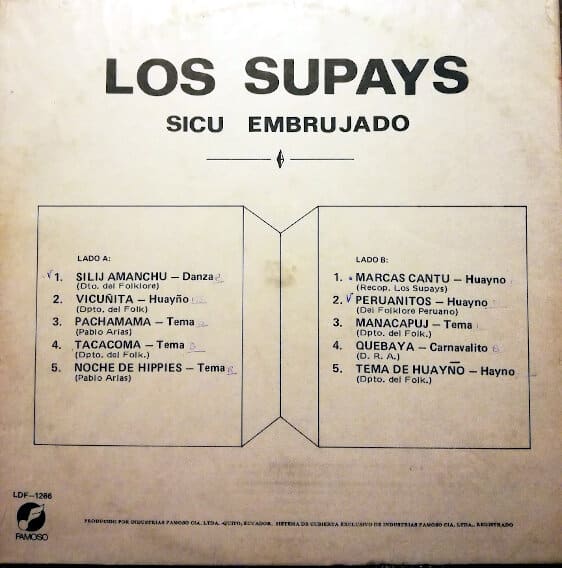 LOS SUPAYS
SICU EMBRUJADO
LADO A:
1. SILIJ AMANCHU — Danza
(Dto. del Folklore)
2. VICUÑITA — Huayño
(Dpto. del Folk)
3. PACHAMAMA — Tema
(Pablo Arias)
4. TACACOMA — Tema
(Dpto. del Folk.)
5. NOCHE DE HIPPIES — Tema
(Pablo Arias)
LADO B:
1. MARCAS CANTU — Huayno
(Recop. Los Supays)
2. PERUANITOS — Huayno
(Del Folklore Peruano)
3. MANACAPUJ — Tema
(Dpto. del Folk.)
4. QUEBAYA — Carnavalito
(D. R. A.)
5. TEMA DE HUAYÑO — Hayno
(Dpto. del Folk.)
LDF-1266
FAMOSO
PRODUCIDO POR INDUSTRIAS FAMOSO CIA. LTDA. -QUITO, ECUADOR. SISTEMA DE CUBIERTA EXCLUSIVO DE INDUSTRIAS FAMOSO CIA. LTDA., REGISTRADO